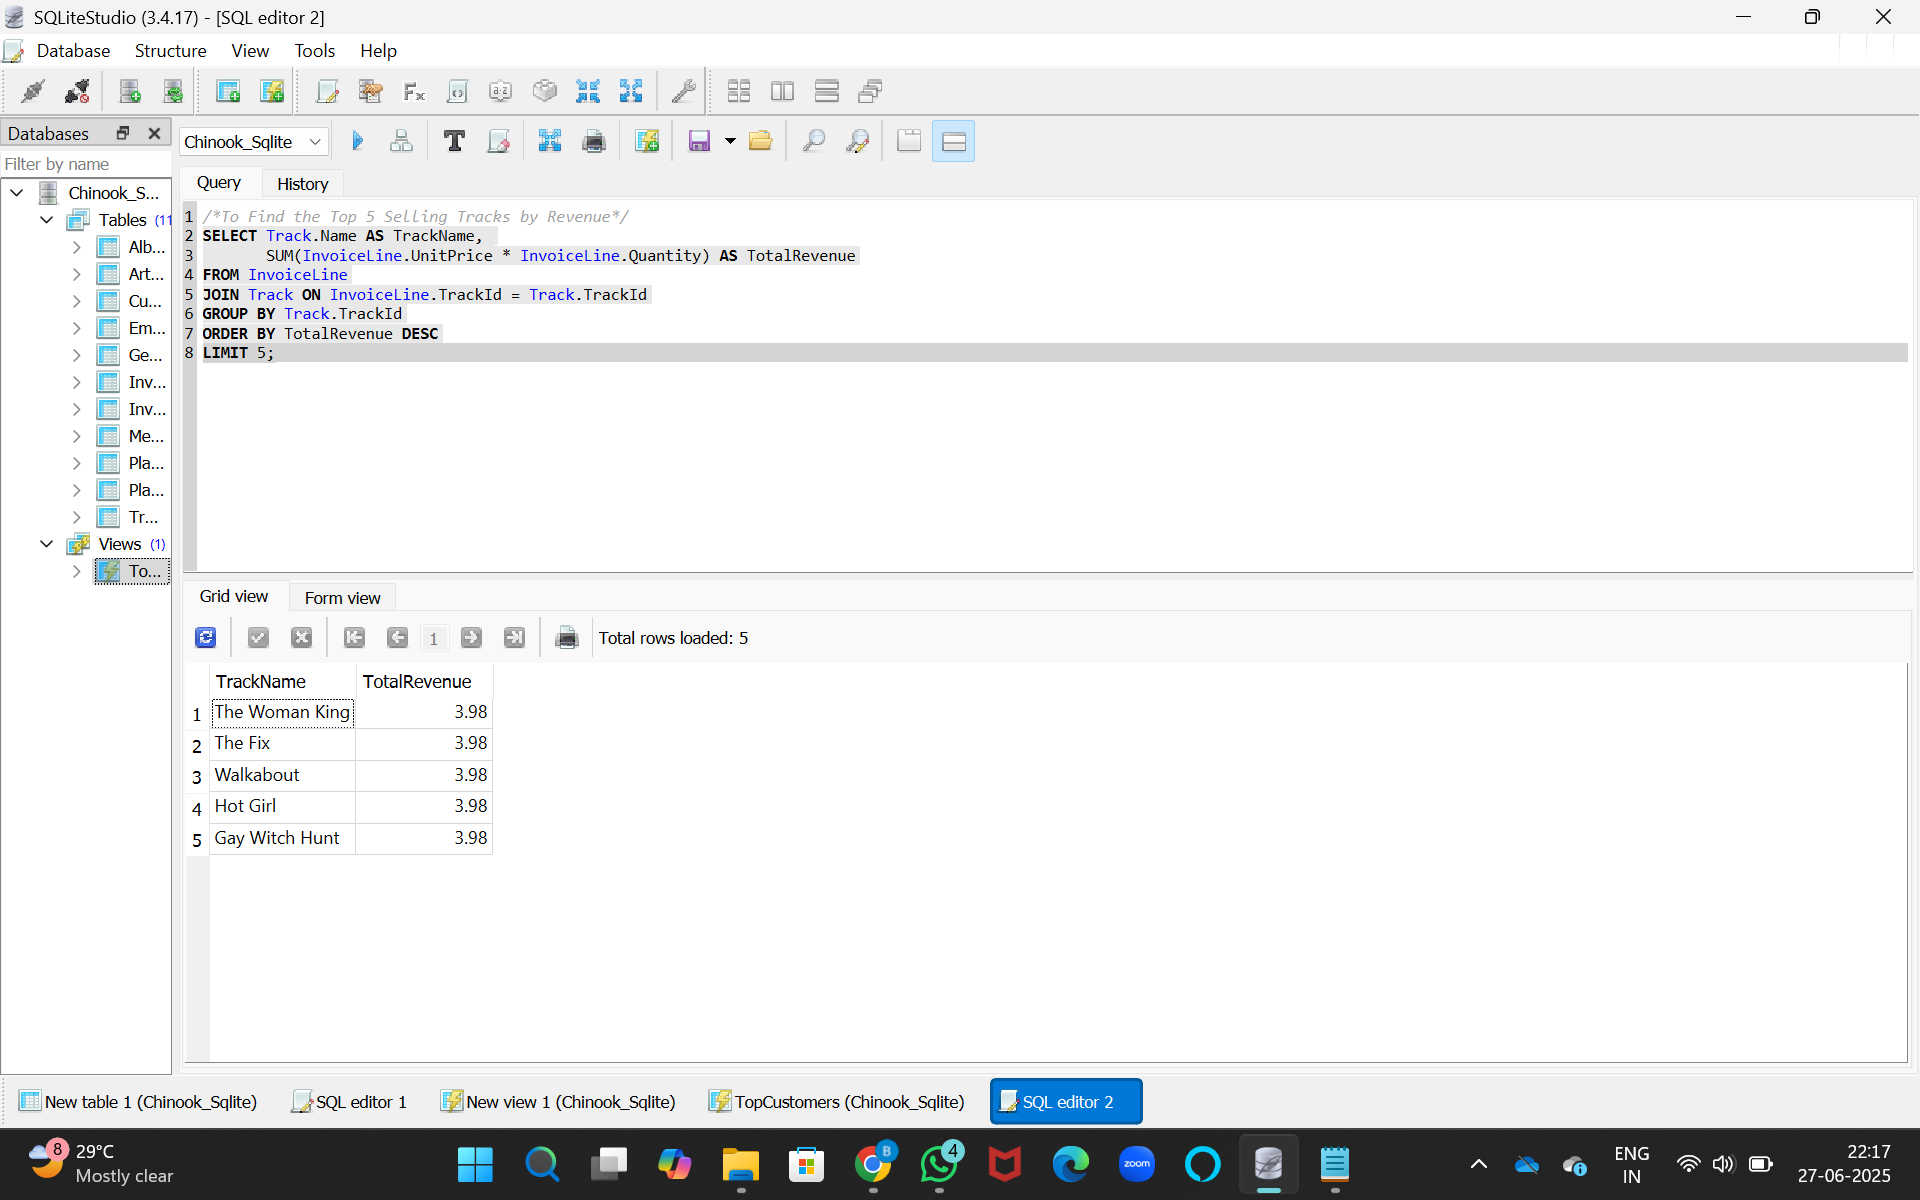 SQLiteStudio (3.4.17) - [SQL editor 2]
Database Structure View Tools Help
Databases
Filter by name
Chinook_S...
Tables (11
Alb...
Art...
Cu...
Em...
Ge...
Inv...
Inv...
Me...
Pla...
Pla...
Tr...
Views (1)
To...
Chinook_Sqlite
Query History
1 /*To Find the Top 5 Selling Tracks by Revenue*/
2 SELECT Track.Name AS TrackName,
3 SUM(InvoiceLine.UnitPrice * InvoiceLine.Quantity) AS TotalRevenue
4 FROM InvoiceLine
5 JOIN Track ON InvoiceLine.TrackId = Track.TrackId
6 GROUP BY Track.TrackId
7 ORDER BY TotalRevenue DESC
8 LIMIT 5;
Grid view Form view
1 Total rows loaded: 5
TrackName TotalRevenue
1 The Woman King 3.98
2 The Fix 3.98
3 Walkabout 3.98
4 Hot Girl 3.98
5 Gay Witch Hunt 3.98
New table 1 (Chinook_Sqlite) SQL editor 1 New view 1 (Chinook_Sqlite) TopCustomers (Chinook_Sqlite) SQL editor 2
8 29°C
Mostly clear
B
4
zoom
ENG
IN
22:17
27-06-2025